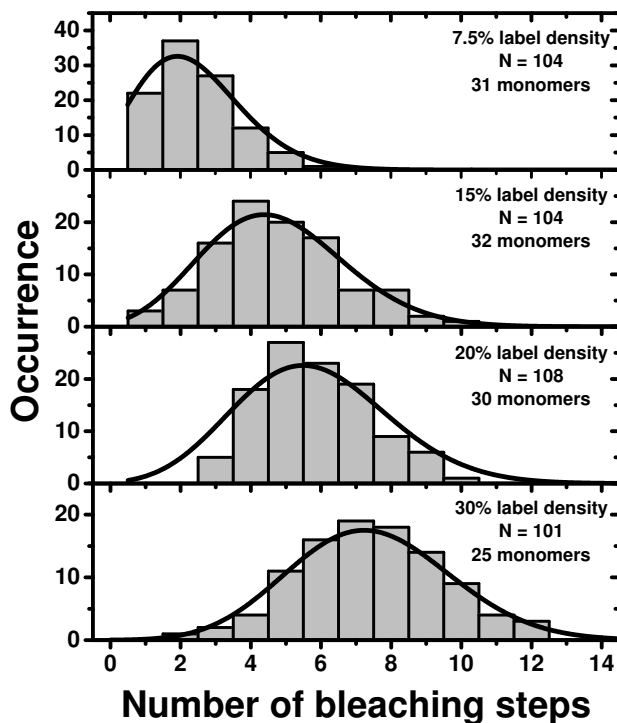 40
30
20
10
0
7.5% label density
N = 104
31 monomers
20
10
0
15% label density
N = 104
32 monomers
20
10
0
20% label density
N = 108
30 monomers
20
10
0
30% label density
N = 101
25 monomers
0 2 4 6 8 10 12 14
Occurrence
Number of bleaching steps